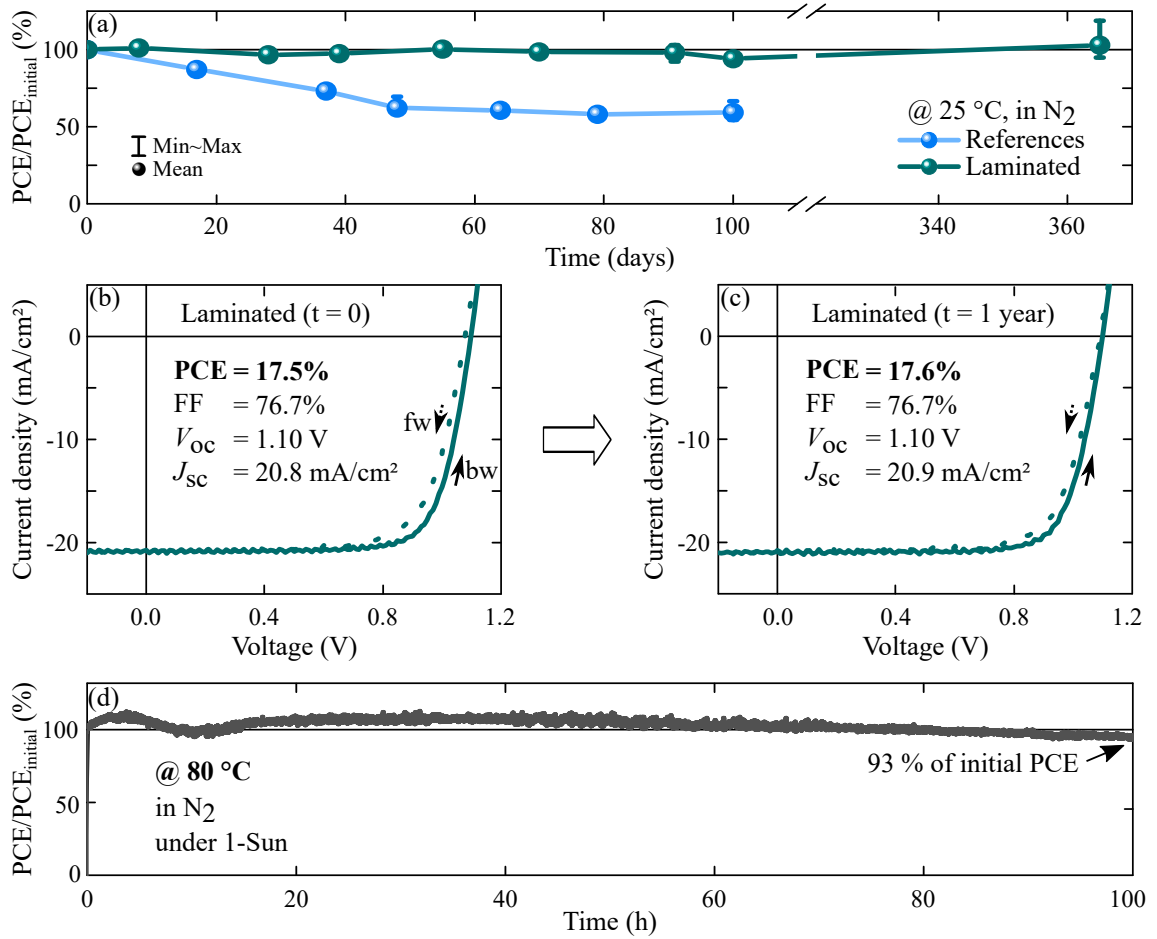 (a)
PCE/PCEinitial (%)
100
50
0
@ 25 °C, in N2
References
Laminated
Min~Max
Mean
0 20 40 60 80 100 340 360
Time (days)
(b)
Current density (mA/cm²)
0
-10
-20
Laminated (t = 0)
PCE = 17.5%
FF = 76.7%
Voc = 1.10 V
Jsc = 20.8 mA/cm²
fw
bw
0.0 0.4 0.8 1.2
Voltage (V)
(c)
Current density (mA/cm²)
0
-10
-20
Laminated (t = 1 year)
PCE = 17.6%
FF = 76.7%
Voc = 1.10 V
Jsc = 20.9 mA/cm²
0.0 0.4 0.8 1.2
Voltage (V)
(d)
PCE/PCEinitial (%)
100
50
0
@ 80 °C
in N2
under 1-Sun
93 % of initial PCE
0 20 40 60 80 100
Time (h)